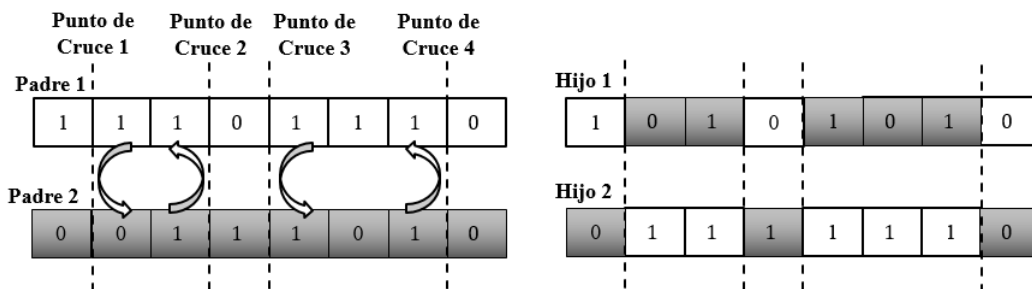 Punto de Cruce 1
Punto de Cruce 2
Punto de Cruce 3
Punto de Cruce 4
Padre 1
1 1 1 0 1 1 1 0
Padre 2
0 0 1 1 1 0 1 0
Hijo 1
1 0 1 0 1 0 1 0
Hijo 2
0 1 1 1 1 1 1 0